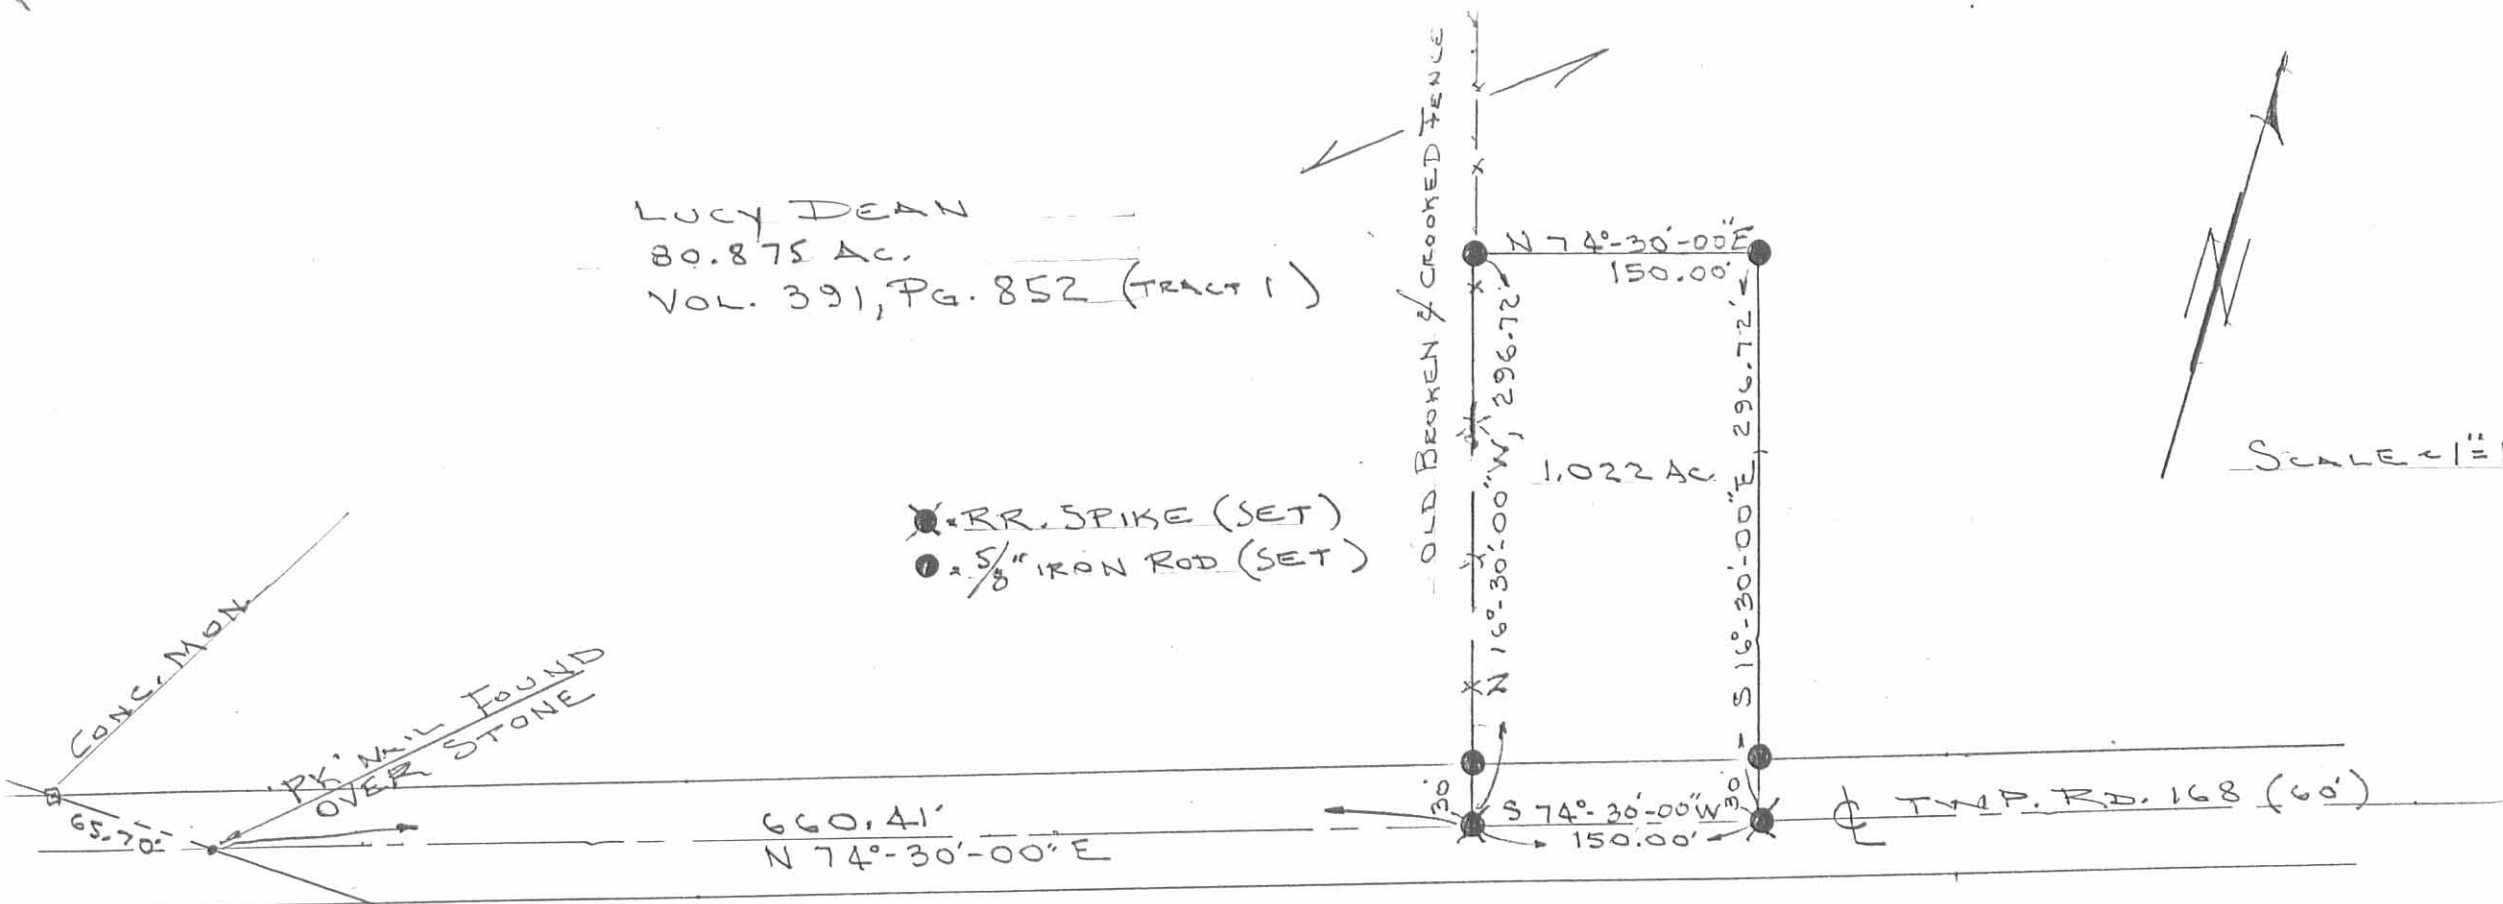 LUCY DEAN
80.875 AC.
VOL. 391, PG. 852 (TRACT 1)
OLD BROKEN & CROOKED FENCE
N 74°-30'-00" E
150.00'
N 16°-30'-00" W, 296.72'
S 16°-30'-00" E, 296.72'
1.022 AC.
SCALE ~ 1"=
RR. SPIKE (SET)
5/8" IRON ROD (SET)
CONC. MON
P.K. NAIL FOUND
OVER STONE
65.70'
660.41'
N 74°-30'-00" E
30'
S 74°-30'-00" W
150.00'
30'
℄ TWP. RD. 168 (60')
N